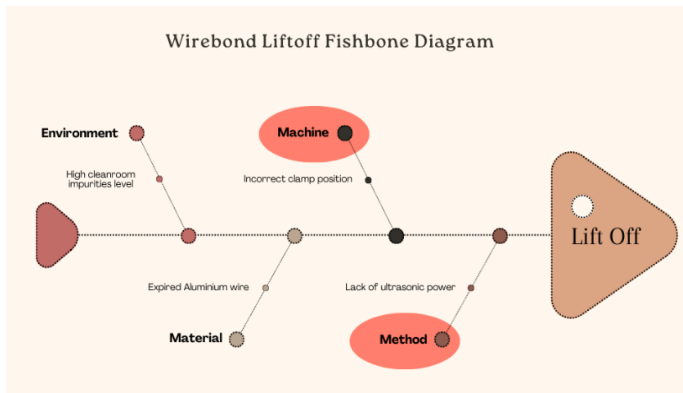 Wirebond Liftoff Fishbone Diagram
Environment
Machine
High cleanroom
impurities level
Incorrect clamp position
Lift Off
Expired Aluminium wire
Lack of ultrasonic power
Material
Method